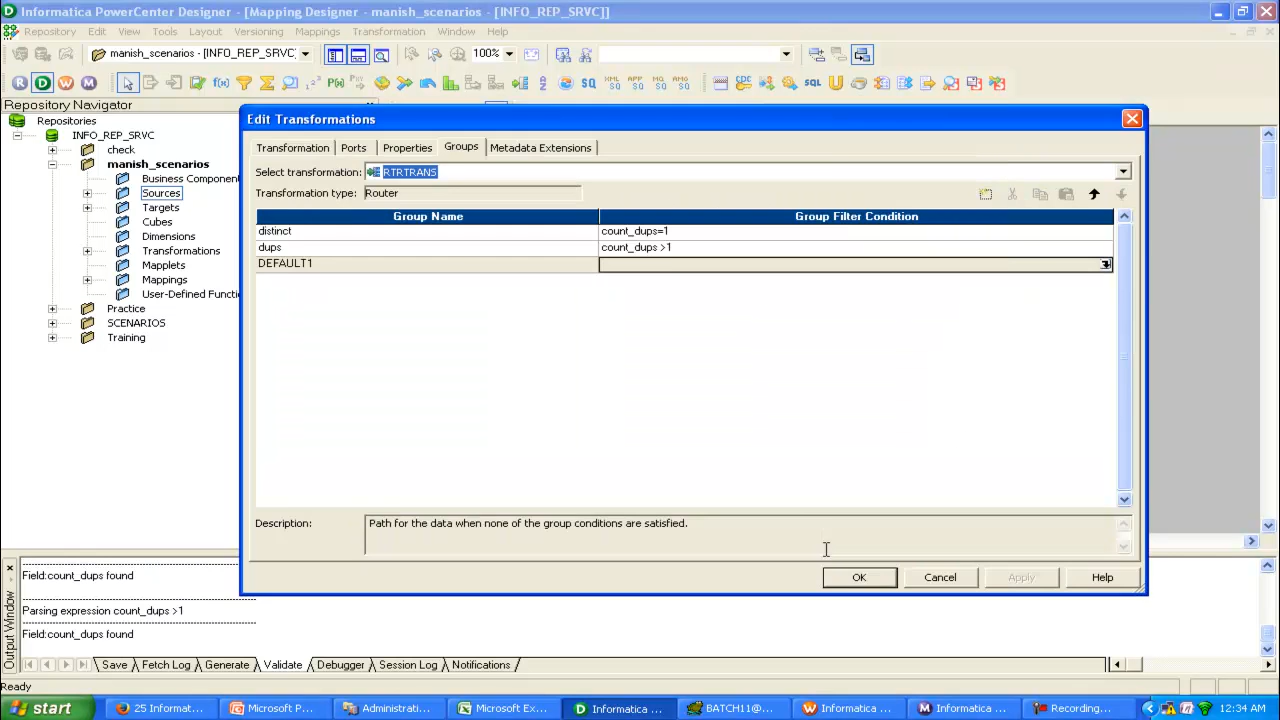 Informatica PowerCenter Designer - [Mapping Designer - manish_scenarios - [INFO_REP_SRVC]]
Repository Edit View Tools Layout Versioning Mappings Transformation Window Help
manish_scenarios - [INFO_REP_SRVC] 100%
Repository Navigator
Repositories
INFO_REP_SRVC
check
manish_scenarios
Business Component
Sources
Targets
Cubes
Dimensions
Transformations
Mapplets
Mappings
User-Defined Functi
Practice
SCENARIOS
Training
Edit Transformations
Transformation Ports Properties Groups Metadata Extensions
Select transformation: RTRTRANS
Transformation type: Router
Group Name Group Filter Condition
distinct count_dups=1
dups count_dups >1
DEFAULT1
Description: Path for the data when none of the group conditions are satisfied.
OK Cancel Apply Help
Output Window
Field:count_dups found
Parsing expression count_dups >1
Field:count_dups found
Save Fetch Log Generate Validate Debugger Session Log Notifications
Ready
start 25 Informat... Microsoft P... Administrati... Microsoft Ex... Informatica ... BATCH11@... Informatica ... Informatica ... Recording... 12:34 AM